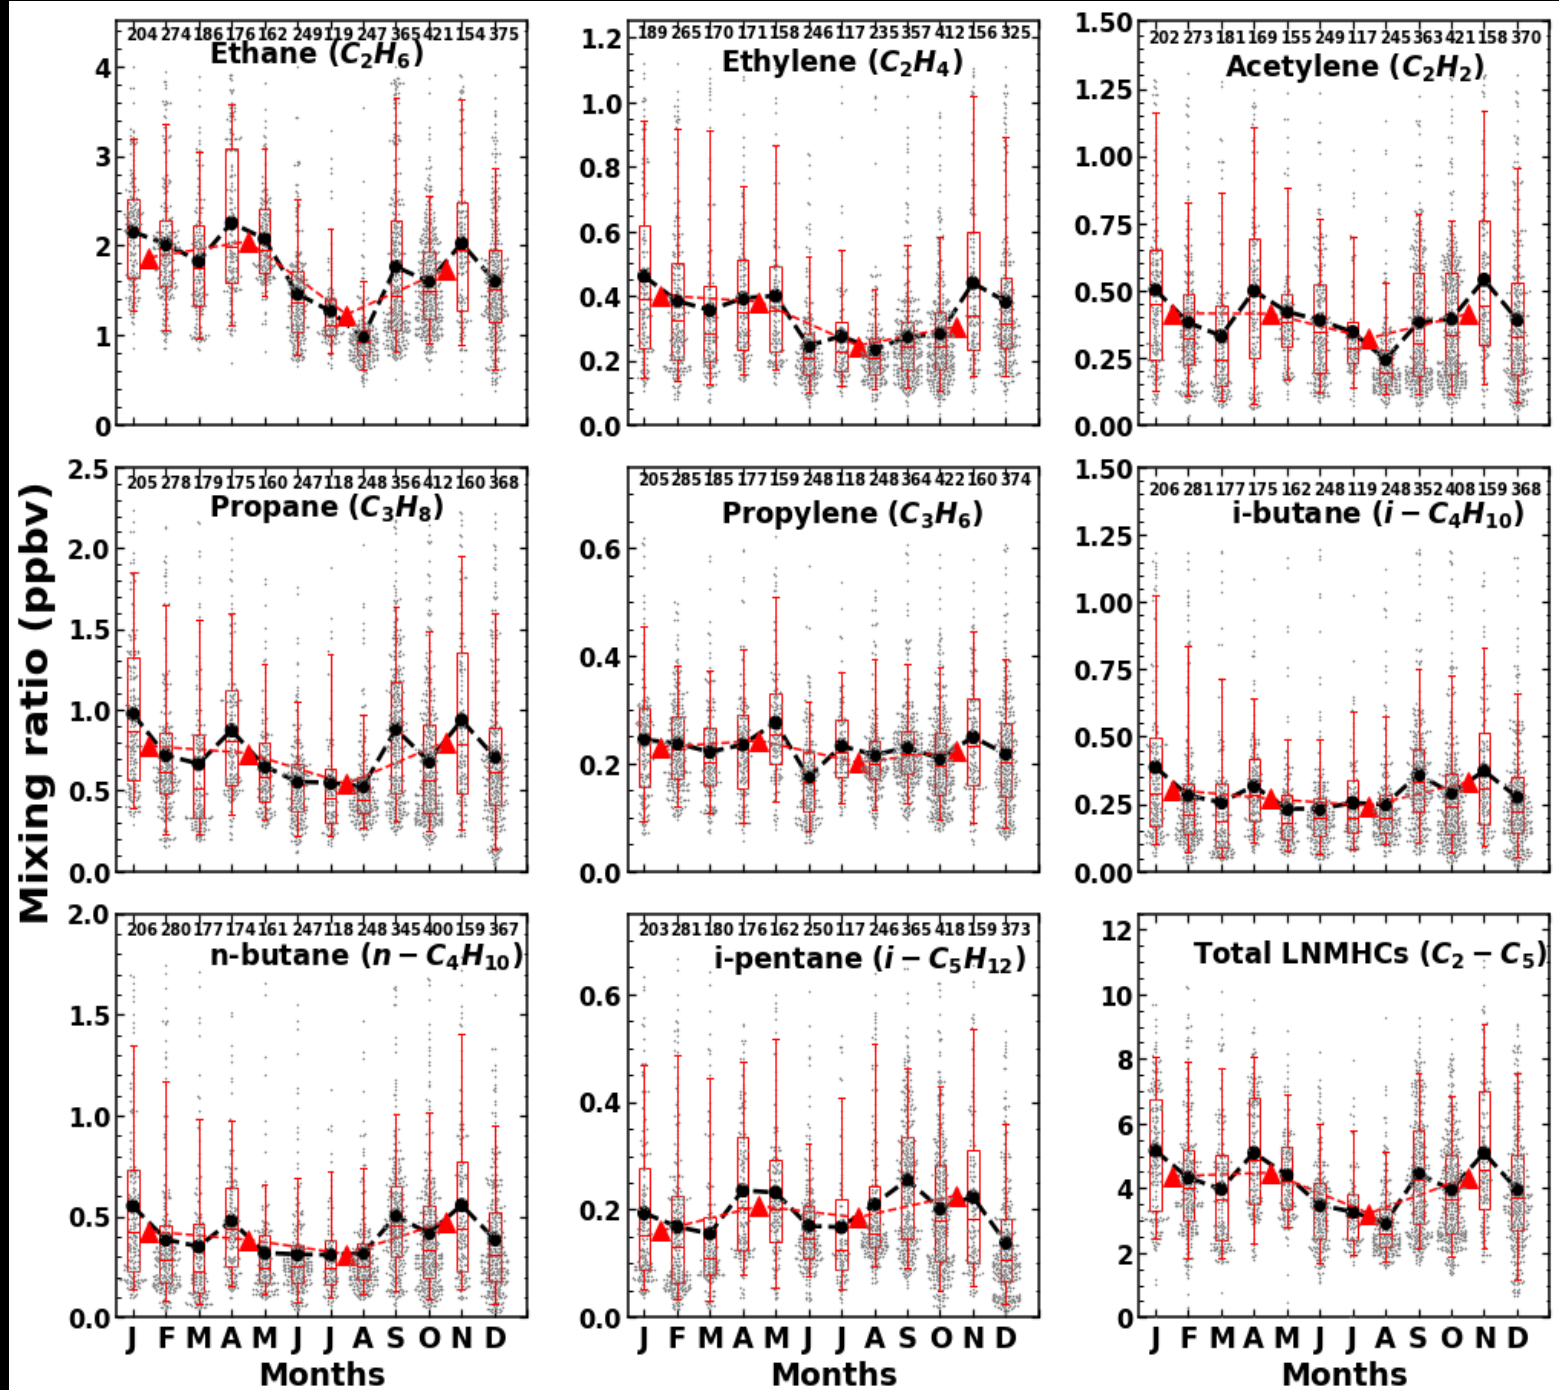 204 274 186 176 162 249 119 247 365 421 154 375
Ethane (C₂H₆)
4
3
2
1
0
189 265 170 171 158 246 117 235 357 412 156 325
Ethylene (C₂H₄)
1.2
1.0
0.8
0.6
0.4
0.2
0.0
202 273 181 169 155 249 117 245 363 421 158 370
Acetylene (C₂H₂)
1.50
1.25
1.00
0.75
0.50
0.25
0.00
Mixing ratio (ppbv)
205 278 179 175 160 247 118 248 356 412 160 368
Propane (C₃H₈)
2.5
2.0
1.5
1.0
0.5
0.0
205 285 185 177 159 248 118 248 364 422 160 374
Propylene (C₃H₆)
0.6
0.4
0.2
0.0
206 281 177 175 162 248 119 248 352 408 159 368
i-butane (i − C₄H₁₀)
1.50
1.25
1.00
0.75
0.50
0.25
0.00
206 280 177 174 161 247 118 248 345 400 159 367
n-butane (n − C₄H₁₀)
2.0
1.5
1.0
0.5
0.0
J F M A M J J A S O N D
Months
203 281 180 176 162 250 117 246 365 418 159 373
i-pentane (i − C₅H₁₂)
0.6
0.4
0.2
0.0
J F M A M J J A S O N D
Months
Total LNMHCs (C₂ − C₅)
12
10
8
6
4
2
0
J F M A M J J A S O N D
Months